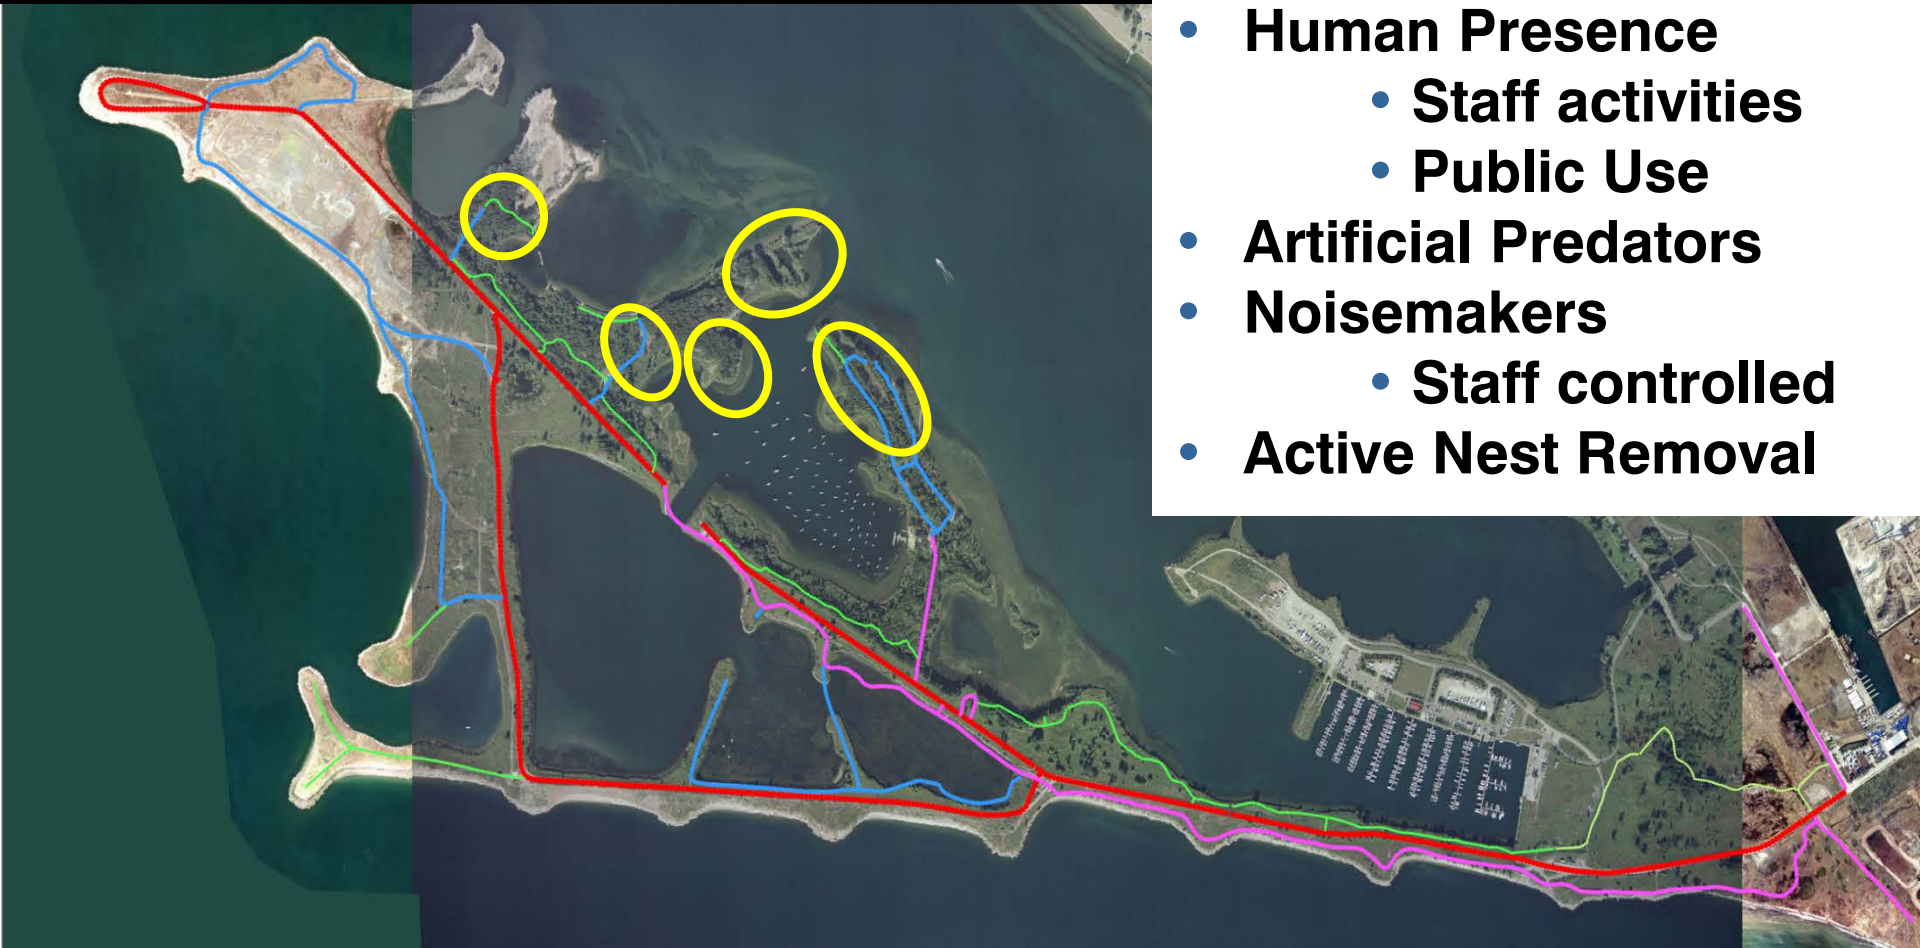 • Human Presence
• Staff activities
• Public Use
• Artificial Predators
• Noisemakers
• Staff controlled
• Active Nest Removal